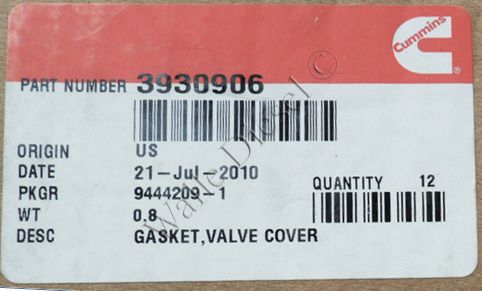 Cummins
®
PART NUMBER 3930906
ORIGIN US
DATE 21-Jul-2010
PKGR 9444209-1
QUANTITY 12
WT 0.8
DESC GASKET,VALVE COVER